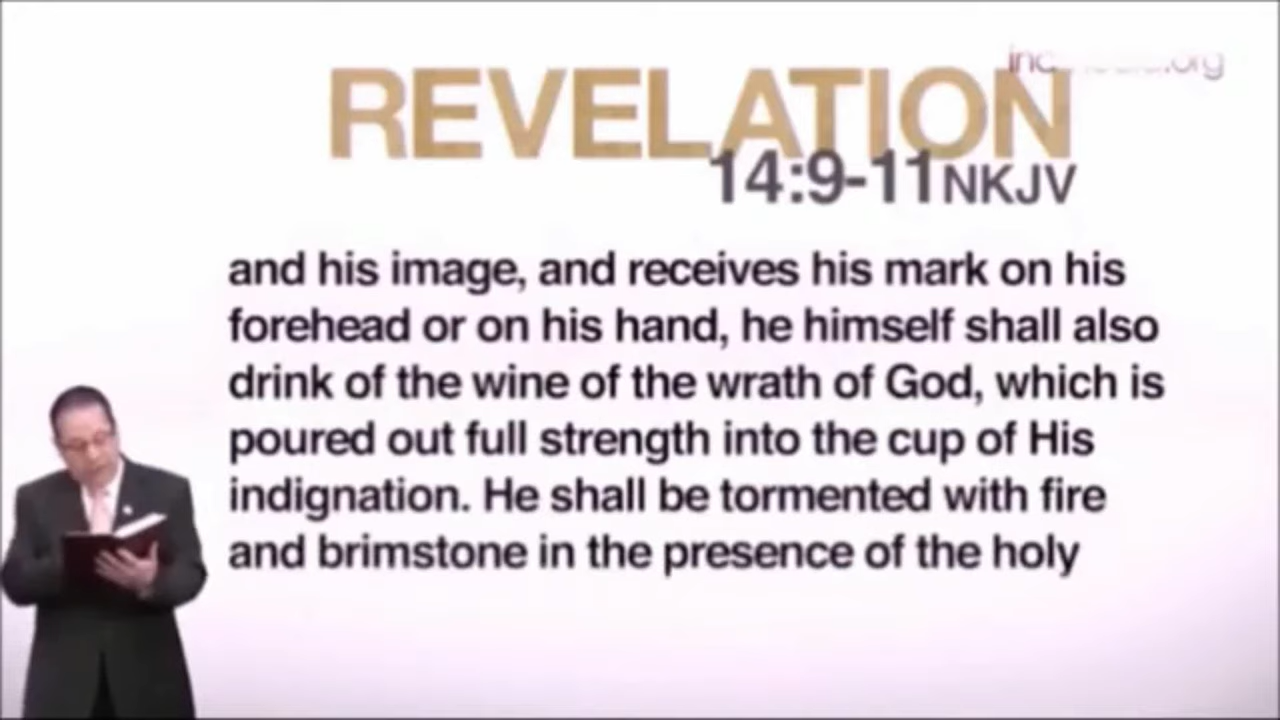 REVELATION
14:9-11 NKJV
and his image, and receives his mark on his
forehead or on his hand, he himself shall also
drink of the wine of the wrath of God, which is
poured out full strength into the cup of His
indignation. He shall be tormented with fire
and brimstone in the presence of the holy